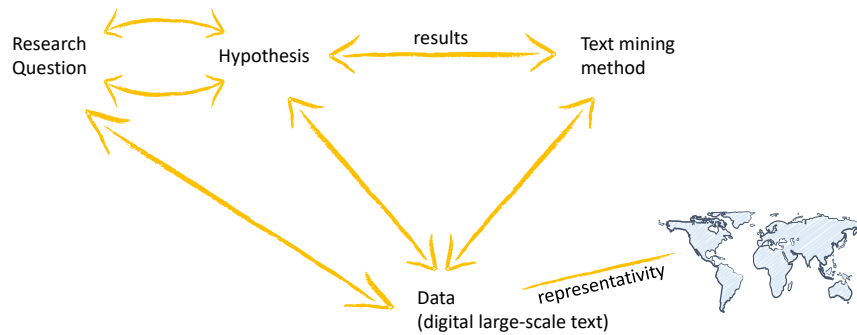 Research
Question
Hypothesis
results
Text mining
method
Data
(digital large-scale text)
representativity